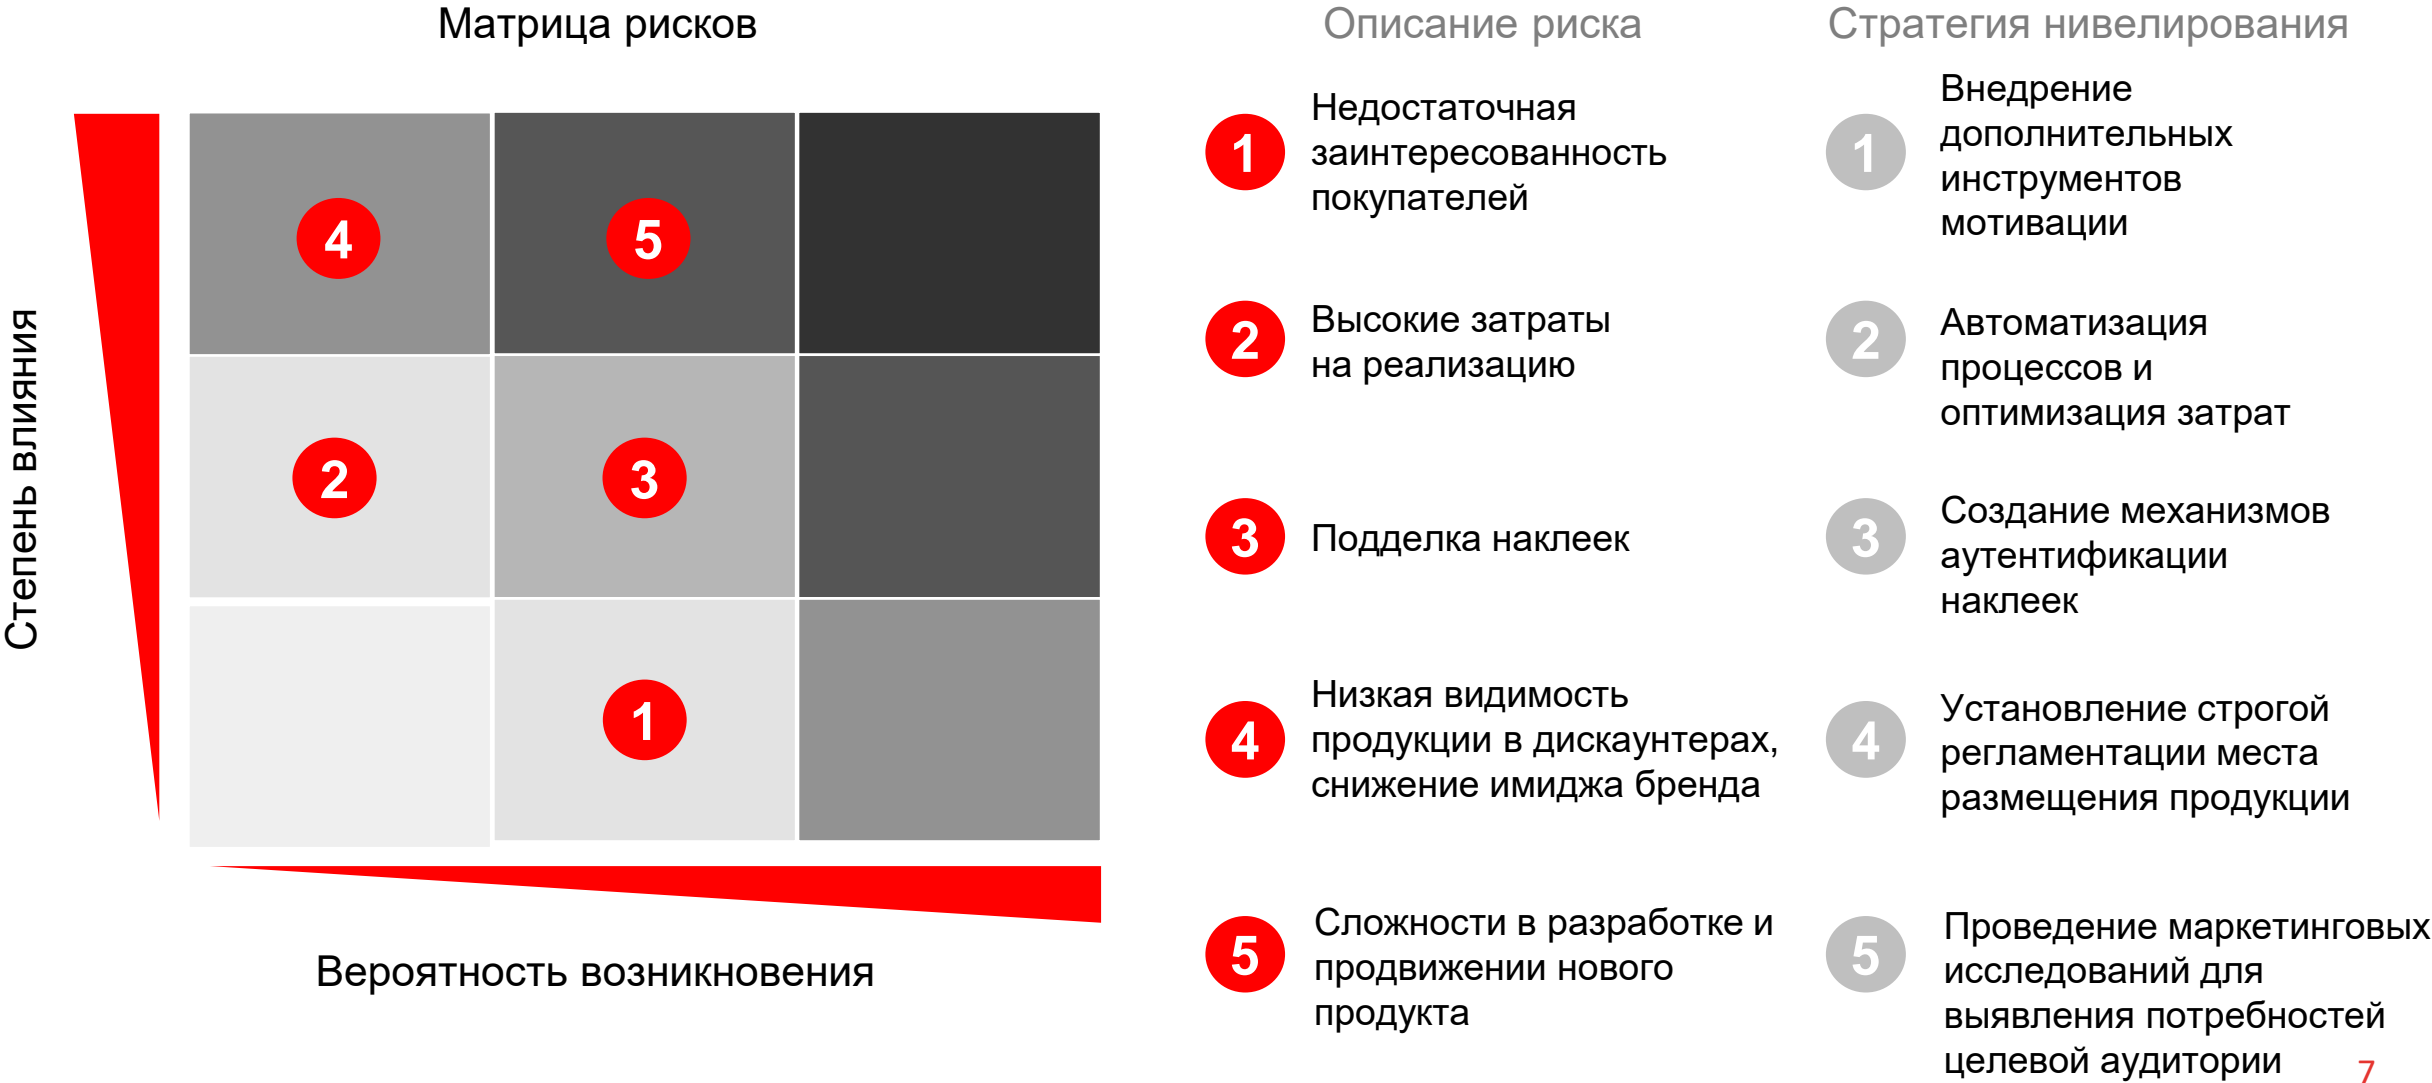 Матрица рисков
Степень влияния
4
5
2
3
1
Вероятность возникновения
Описание риска
1
Недостаточная
заинтересованность
покупателей
2
Высокие затраты
на реализацию
3
Подделка наклеек
4
Низкая видимость
продукции в дискаунтерах,
снижение имиджа бренда
5
Сложности в разработке и
продвижении нового
продукта
Стратегия нивелирования
1
Внедрение
дополнительных
инструментов
мотивации
2
Автоматизация
процессов и
оптимизация затрат
3
Создание механизмов
аутентификации
наклеек
4
Установление строгой
регламентации места
размещения продукции
5
Проведение маркетинговых
исследований для
выявления потребностей
целевой аудитории
7